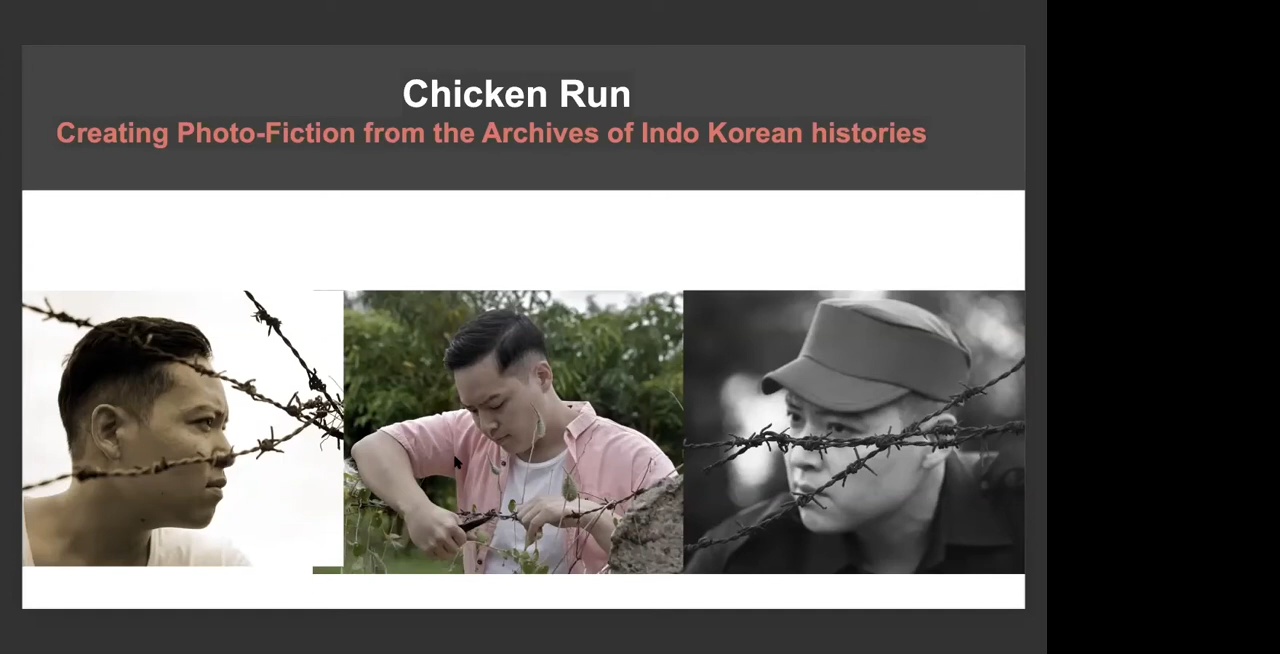 Chicken Run
Creating Photo-Fiction from the Archives of Indo Korean histories